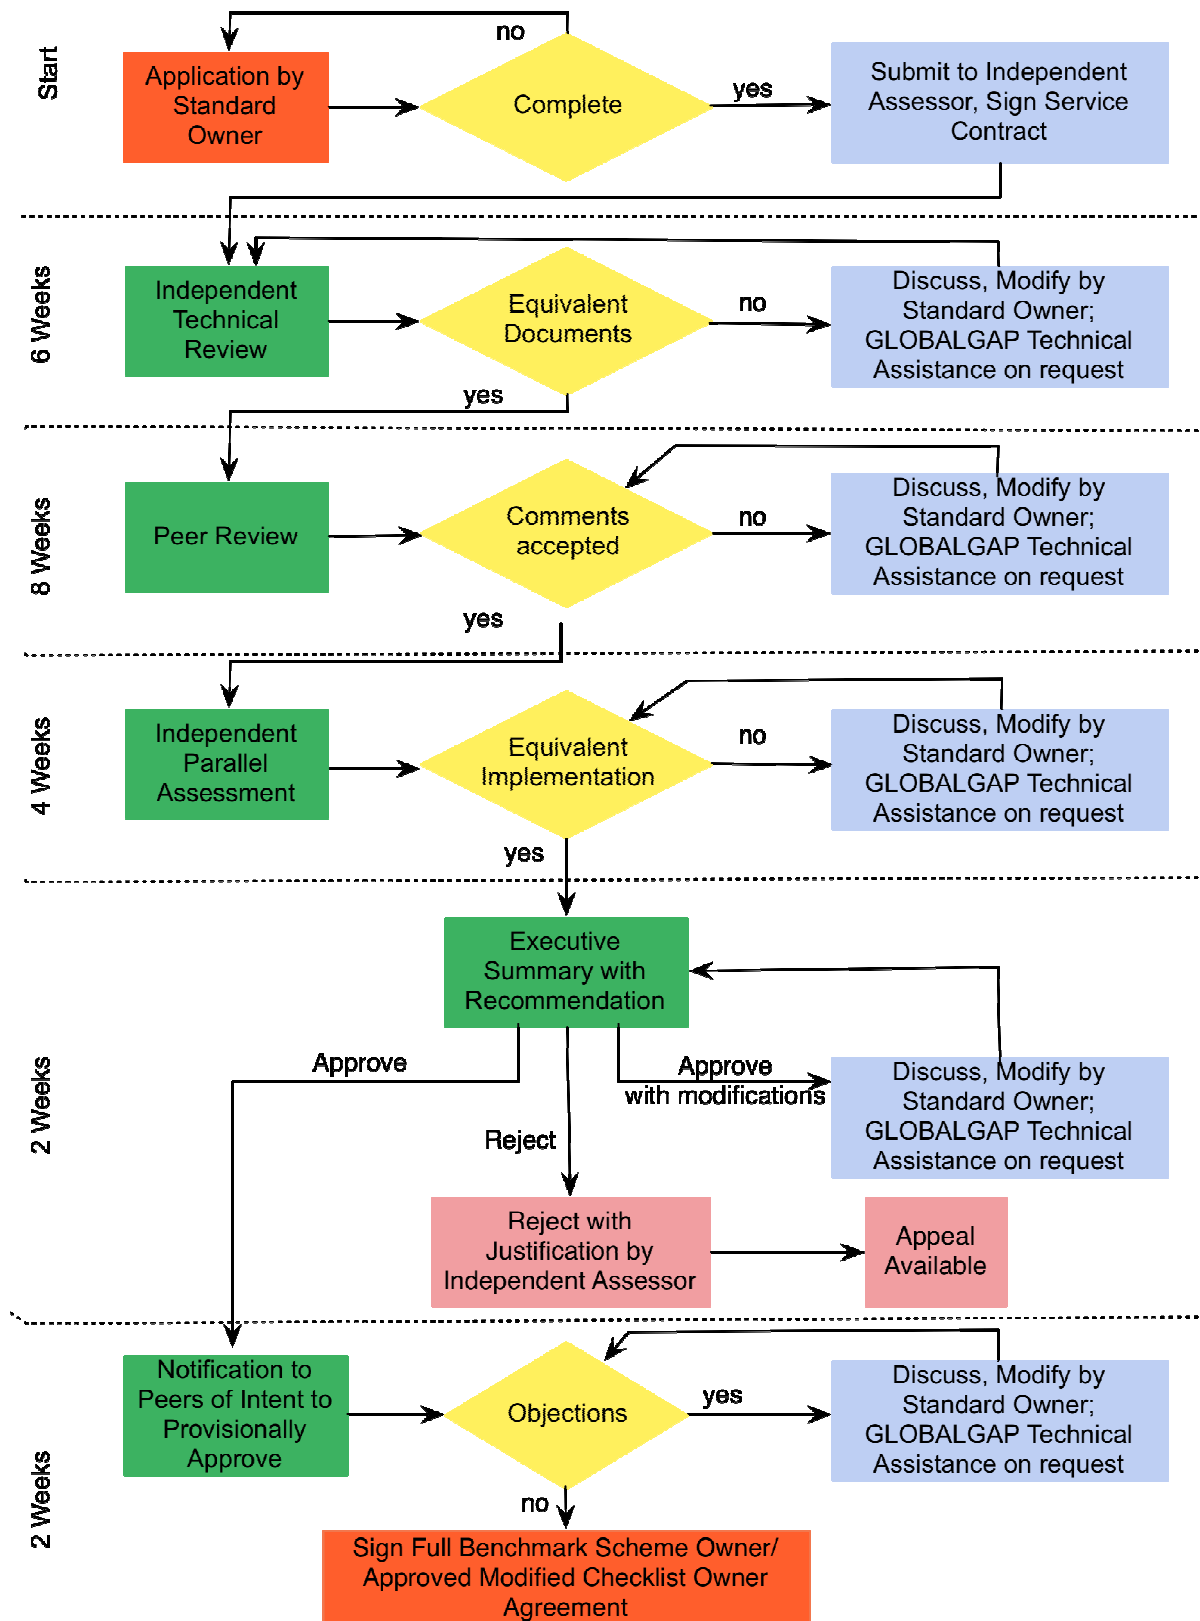 Start
no
Application by
Standard
Owner
Complete
yes
Submit to Independent
Assessor, Sign Service
Contract
6 Weeks
Independent
Technical
Review
Equivalent
Documents
no
Discuss, Modify by
Standard Owner;
GLOBALGAP Technical
Assistance on request
yes
8 Weeks
Peer Review
Comments
accepted
no
Discuss, Modify by
Standard Owner;
GLOBALGAP Technical
Assistance on request
yes
4 Weeks
Independent
Parallel
Assessment
Equivalent
Implementation
no
Discuss, Modify by
Standard Owner;
GLOBALGAP Technical
Assistance on request
yes
2 Weeks
Executive
Summary with
Recommendation
Approve
Reject
Approve
with modifications
Discuss, Modify by
Standard Owner;
GLOBALGAP Technical
Assistance on request
Reject with
Justification by
Independent Assessor
Appeal
Available
2 Weeks
Notification to
Peers of Intent to
Provisionally
Approve
Objections
yes
Discuss, Modify by
Standard Owner;
GLOBALGAP Technical
Assistance on request
no
Sign Full Benchmark Scheme Owner/
Approved Modified Checklist Owner
Agreement